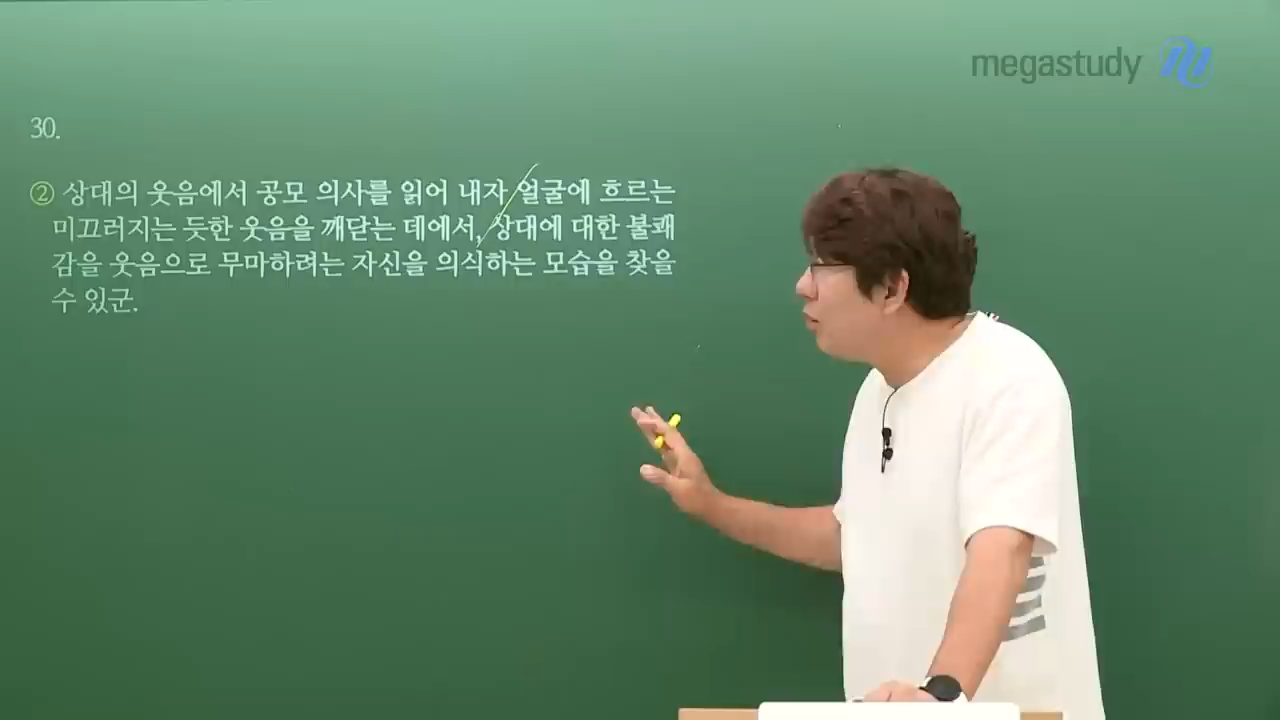 megastudy
30.
② 상대의 웃음에서 공모 의사를 읽어 내자 얼굴에 흐르는
미끄러지는 듯한 웃음을 깨닫는 데에서, 상대에 대한 불쾌
감을 웃음으로 무마하려는 자신을 의식하는 모습을 찾을
수 있군.